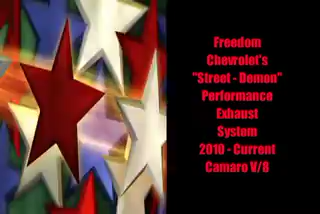 Freedom
Chevrolet's
"Street - Demon"
Performance
Exhaust
System
2010 - Current
Camaro V/8